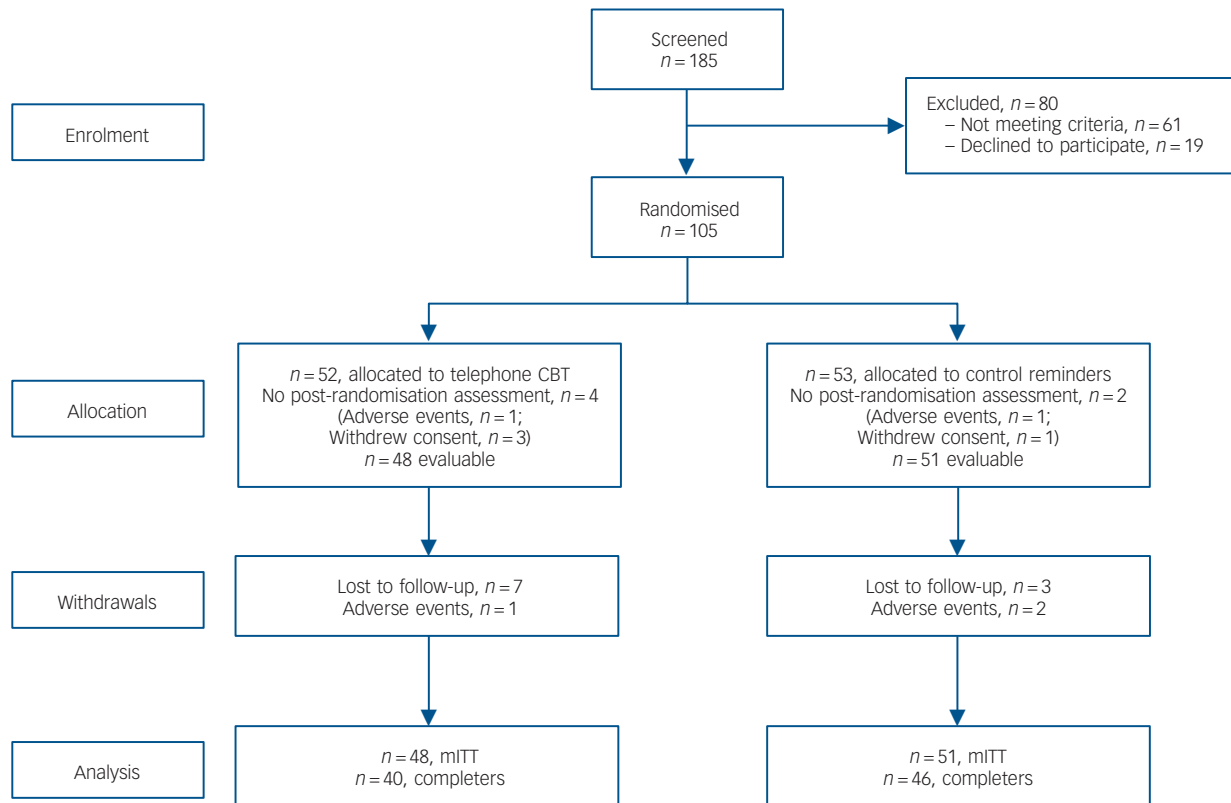 Screened
n = 185
Enrolment
Excluded, n = 80
– Not meeting criteria, n = 61
– Declined to participate, n = 19
Randomised
n = 105
Allocation
n = 52, allocated to telephone CBT
No post-randomisation assessment, n = 4
(Adverse events, n = 1;
Withdrew consent, n = 3)
n = 48 evaluable
n = 53, allocated to control reminders
No post-randomisation assessment, n = 2
(Adverse events, n = 1;
Withdrew consent, n = 1)
n = 51 evaluable
Withdrawals
Lost to follow-up, n = 7
Adverse events, n = 1
Lost to follow-up, n = 3
Adverse events, n = 2
Analysis
n = 48, mITT
n = 40, completers
n = 51, mITT
n = 46, completers